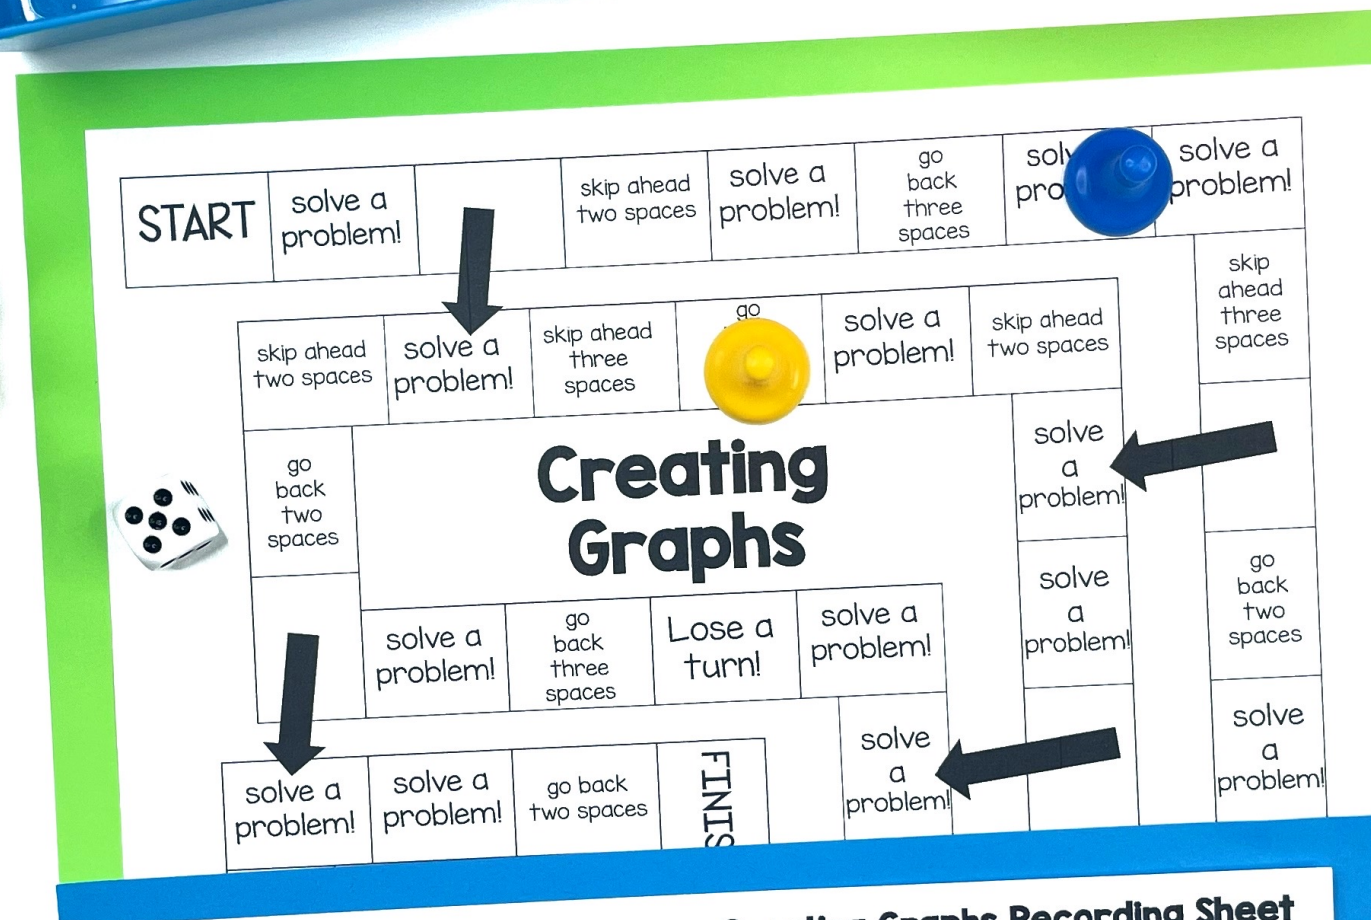 START
solve a
problem!
skip ahead
two spaces
solve a
problem!
go
back
three
spaces
solve a
problem!
skip
ahead
three
spaces
go
back
two
spaces
solve
a
problem!
skip ahead
two spaces
solve a
problem!
skip ahead
three
spaces
go
solve a
problem!
skip ahead
two spaces
solve
a
problem!
solve
a
problem!
go
back
two
spaces
Creating
Graphs
solve a
problem!
go
back
three
spaces
Lose a
turn!
solve a
problem!
solve
a
problem!
solve a
problem!
solve a
problem!
go back
two spaces
FINIS
Graphs Recording Sheet